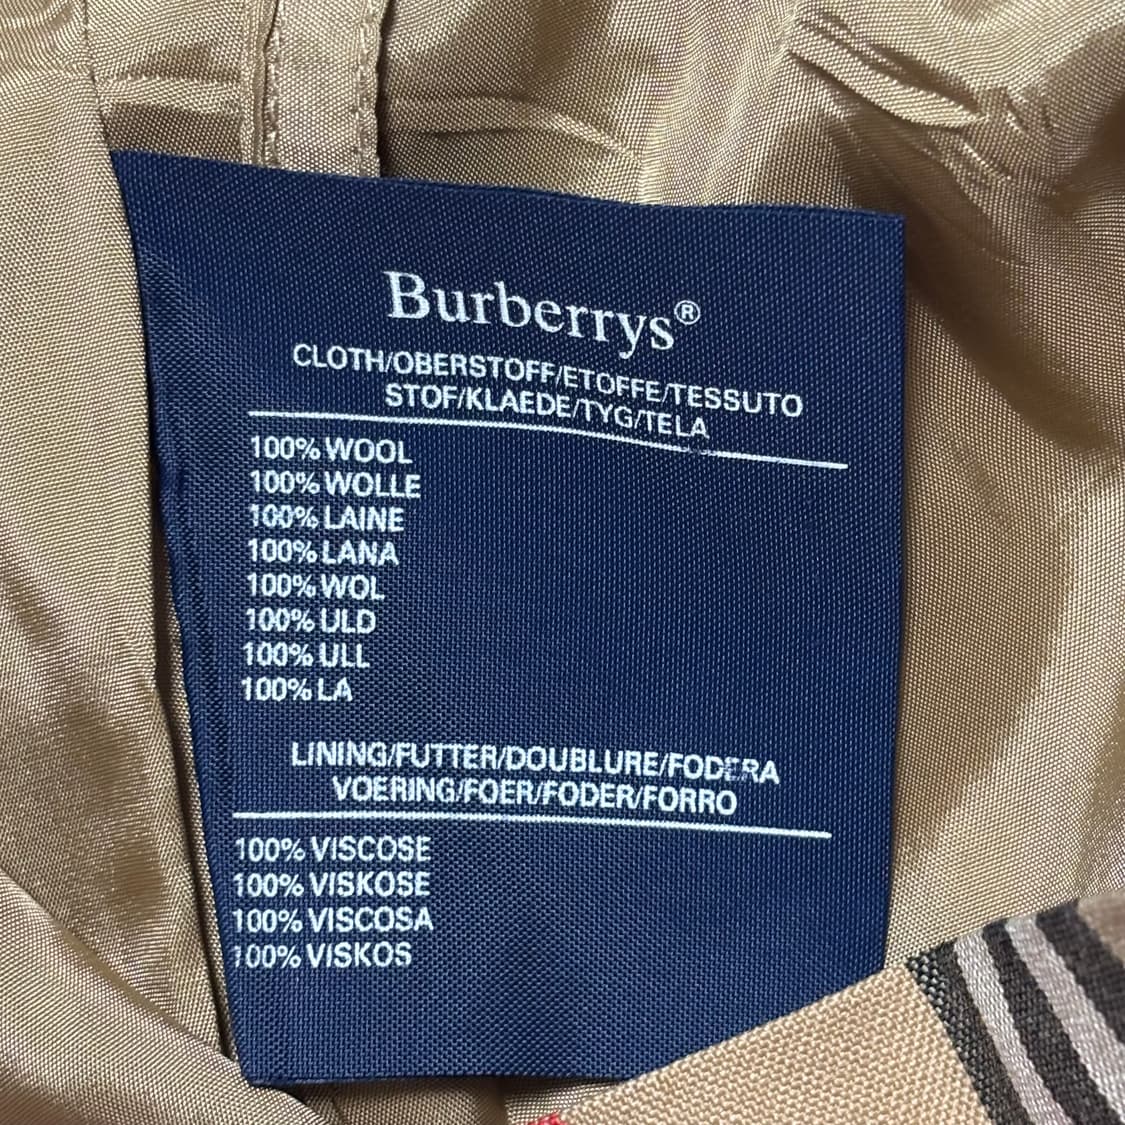 Burberrys®
CLOTH/OBERSTOFF/ETOFFE/TESSUTO
STOF/KLAEDE/TYG/TELA
100% WOOL
100% WOLLE
100% LAINE
100% LANA
100% WOL
100% ULD
100% ULL
100% LA
LINING/FUTTER/DOUBLURE/FODERA
VOERING/FOER/FODER/FORRO
100% VISCOSE
100% VISKOSE
100% VISCOSA
100% VISKOS